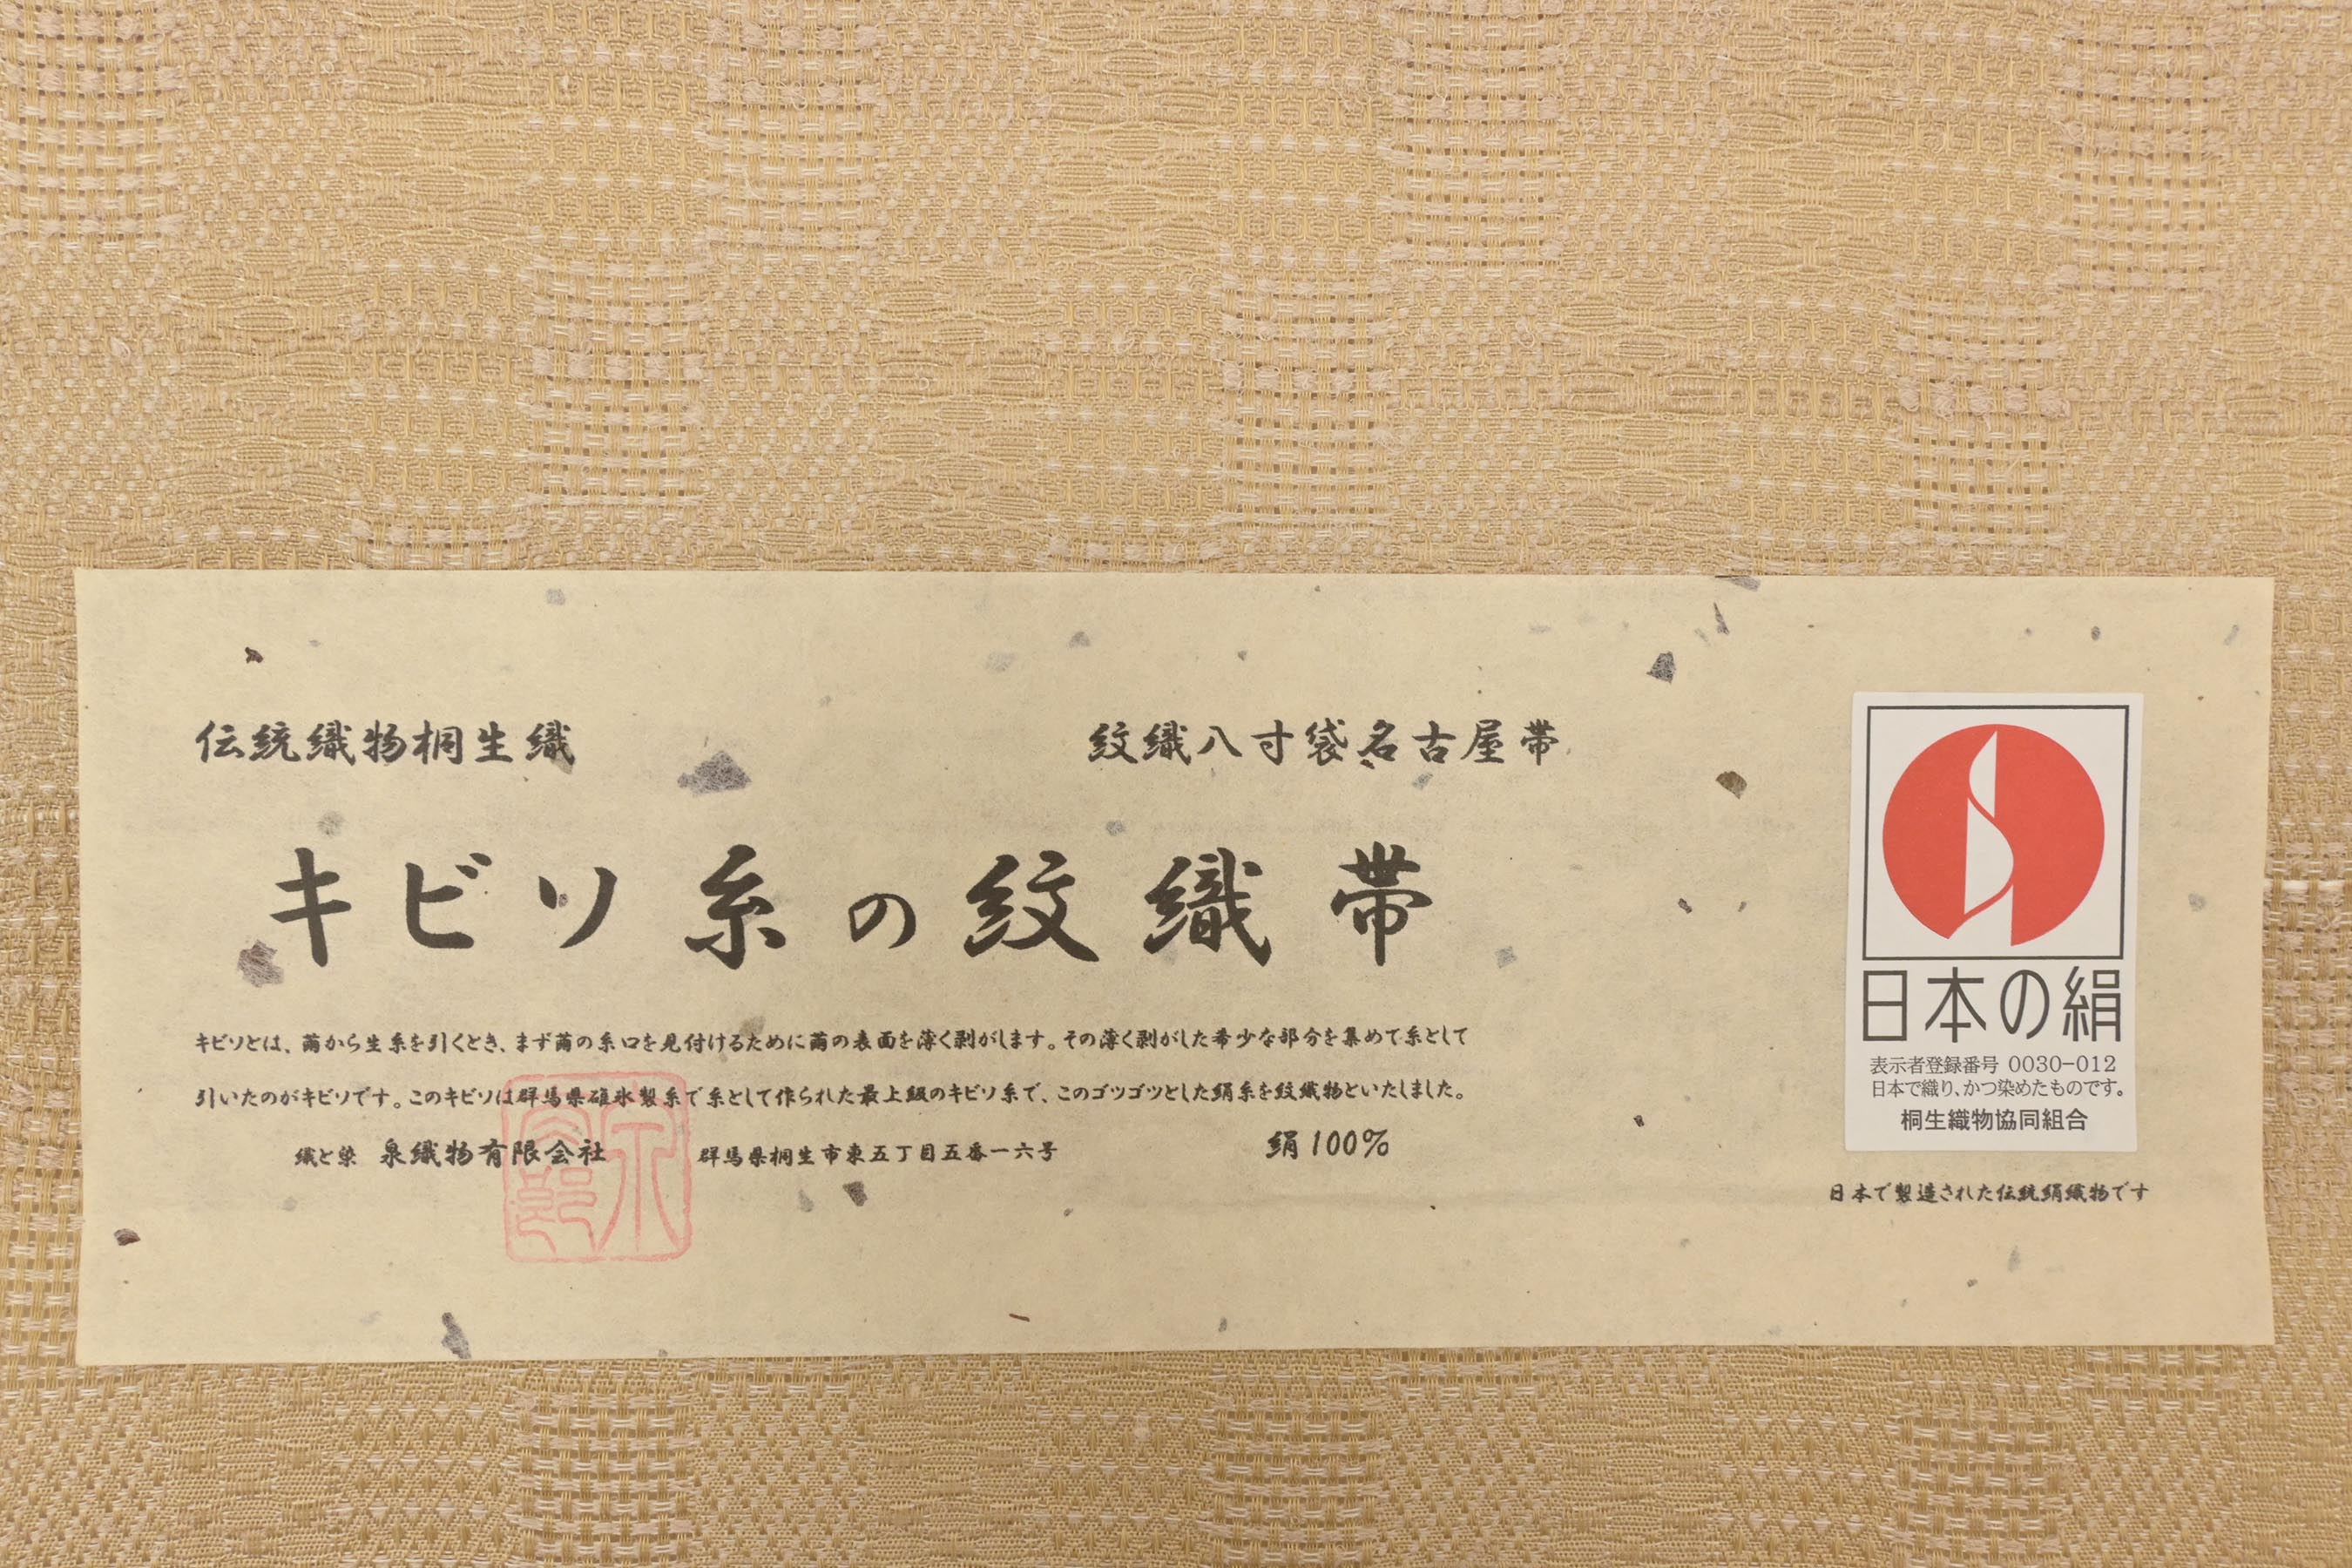 伝統織物桐生織
紋織八寸袋名古屋帯
キビソ糸の紋織帯
キビソとは、繭から生糸を引くとき、まず繭の糸口を見付けるために繭の表面を薄く剥がします。その薄く剥がした希少な部分を集めて糸として
引いたのがキビソです。このキビソは群馬県碓氷製糸で糸として作られた最上級のキビソ糸で、このゴツゴツとした絹糸を紋織物といたしました。
織と染 泉織物有限会社 群馬県桐生市東五丁目五番一六号 絹100%
日本の絹
表示者登録番号 0030-012
日本で織り、かつ染めたものです。
桐生織物協同組合
日本で製造された伝統絹織物です